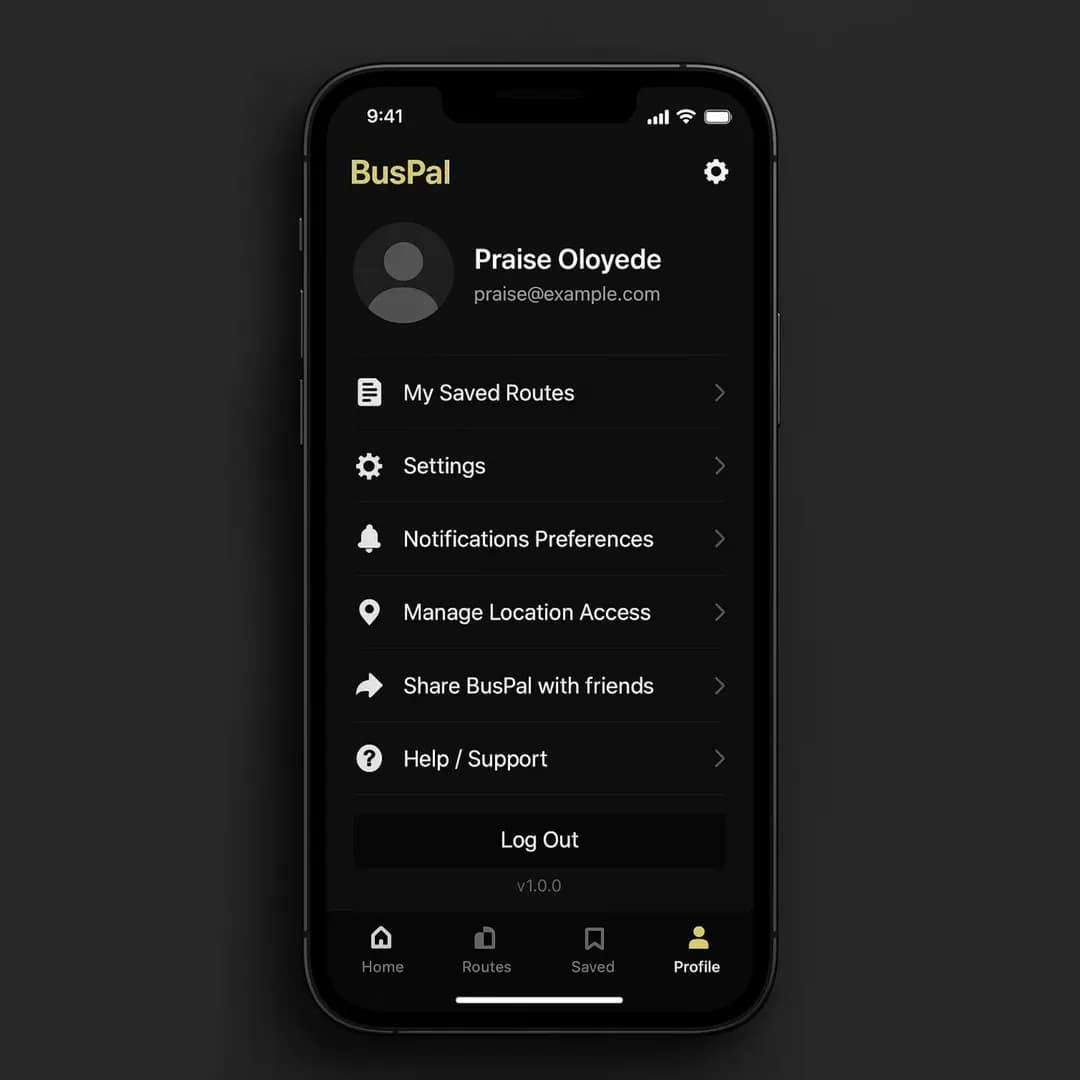 9:41
BusPal
Praise Oloyede
praise@example.com
My Saved Routes
Settings
Notifications Preferences
Manage Location Access
Share BusPal with friends
Help / Support
Log Out
v1.0.0
Home Routes Saved Profile